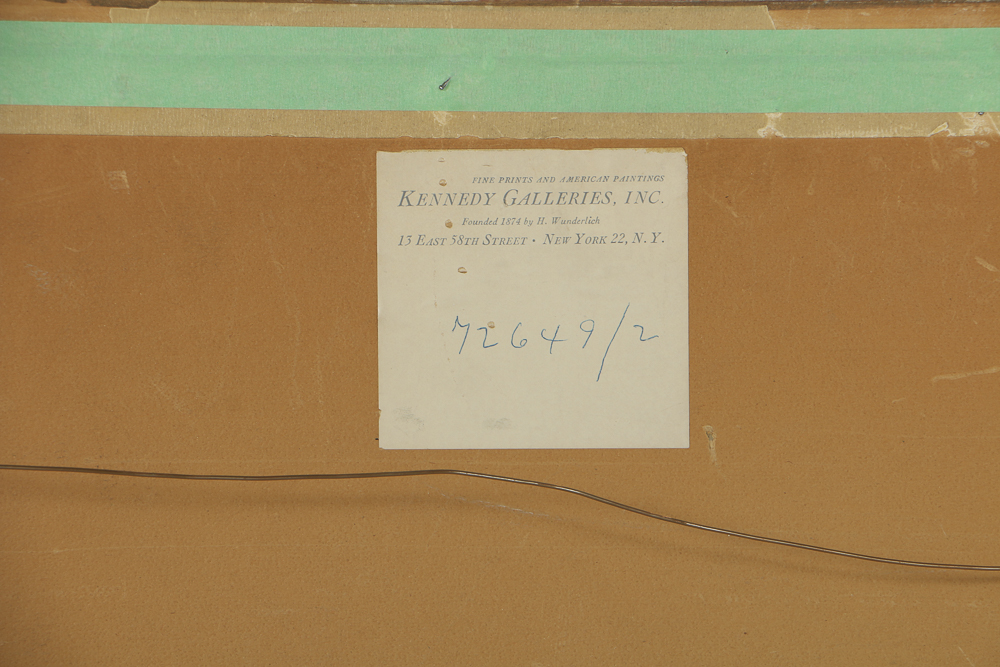 FINE PRINTS AND AMERICAN PAINTINGS
KENNEDY GALLERIES, INC.
Founded 1874 by H. Wunderlich
13 EAST 58TH STREET • NEW YORK 22, N. Y.
72649/2